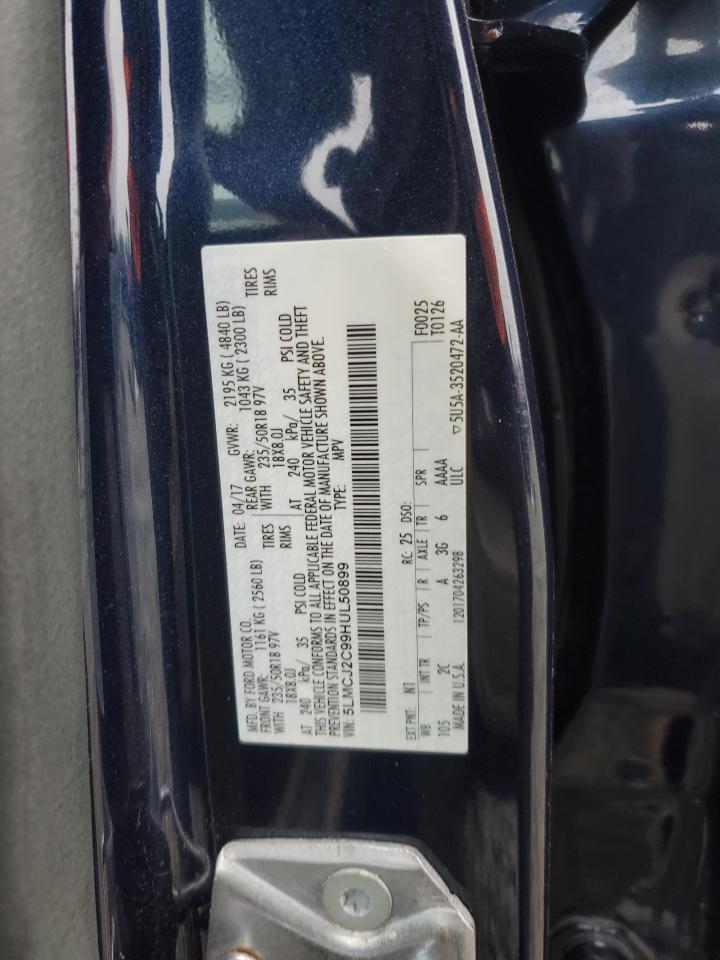 MFD. BY FORD MOTOR CO.
DATE: 04/17 GVWR: 2195 KG ( 4840 LB)
FRONT GAWR: 1161 KG ( 2560 LB) REAR GAWR: 1043 KG ( 2300 LB)
WITH 235/50R18 97V TIRES WITH 235/50R18 97V TIRES
18X8.0J RIMS 18X8.0J RIMS
AT 240 kPa/ 35 PSI COLD AT 240 kPa/ 35 PSI COLD
THIS VEHICLE CONFORMS TO ALL APPLICABLE FEDERAL MOTOR VEHICLE SAFETY AND THEFT
PREVENTION STANDARDS IN EFFECT ON THE DATE OF MANUFACTURE SHOWN ABOVE.
VIN: 5LMCJ2C99HUL50899 TYPE: MPV
EXT PNT: N1 RC: 25 DSO: F0025
WB INT TR TP/PS R AXLE TR SPR T0126
105 2C A 3G 6 AAAA
MADE IN U.S.A. 1201704263298 ULC ▽5U5A-3520472-AA